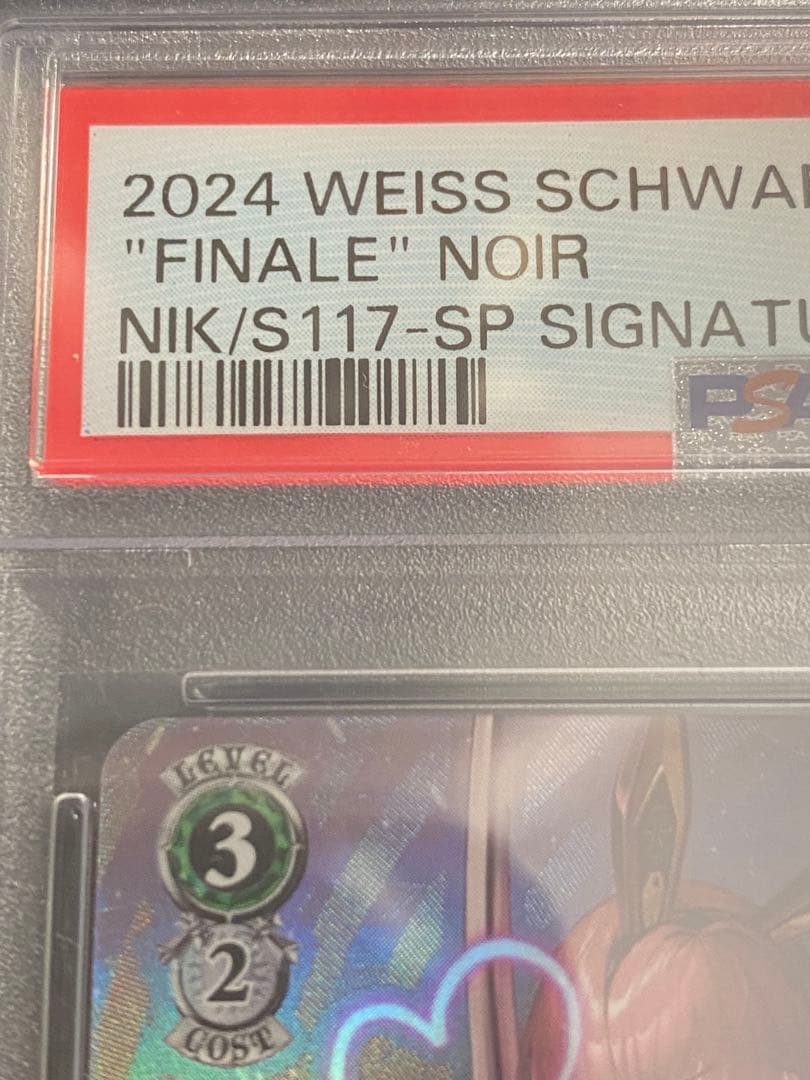 2024 WEISS SCHWA
"FINALE" NOIR
NIK/S117-SP SIGNATU
PSA
LEVEL
3
2
COST